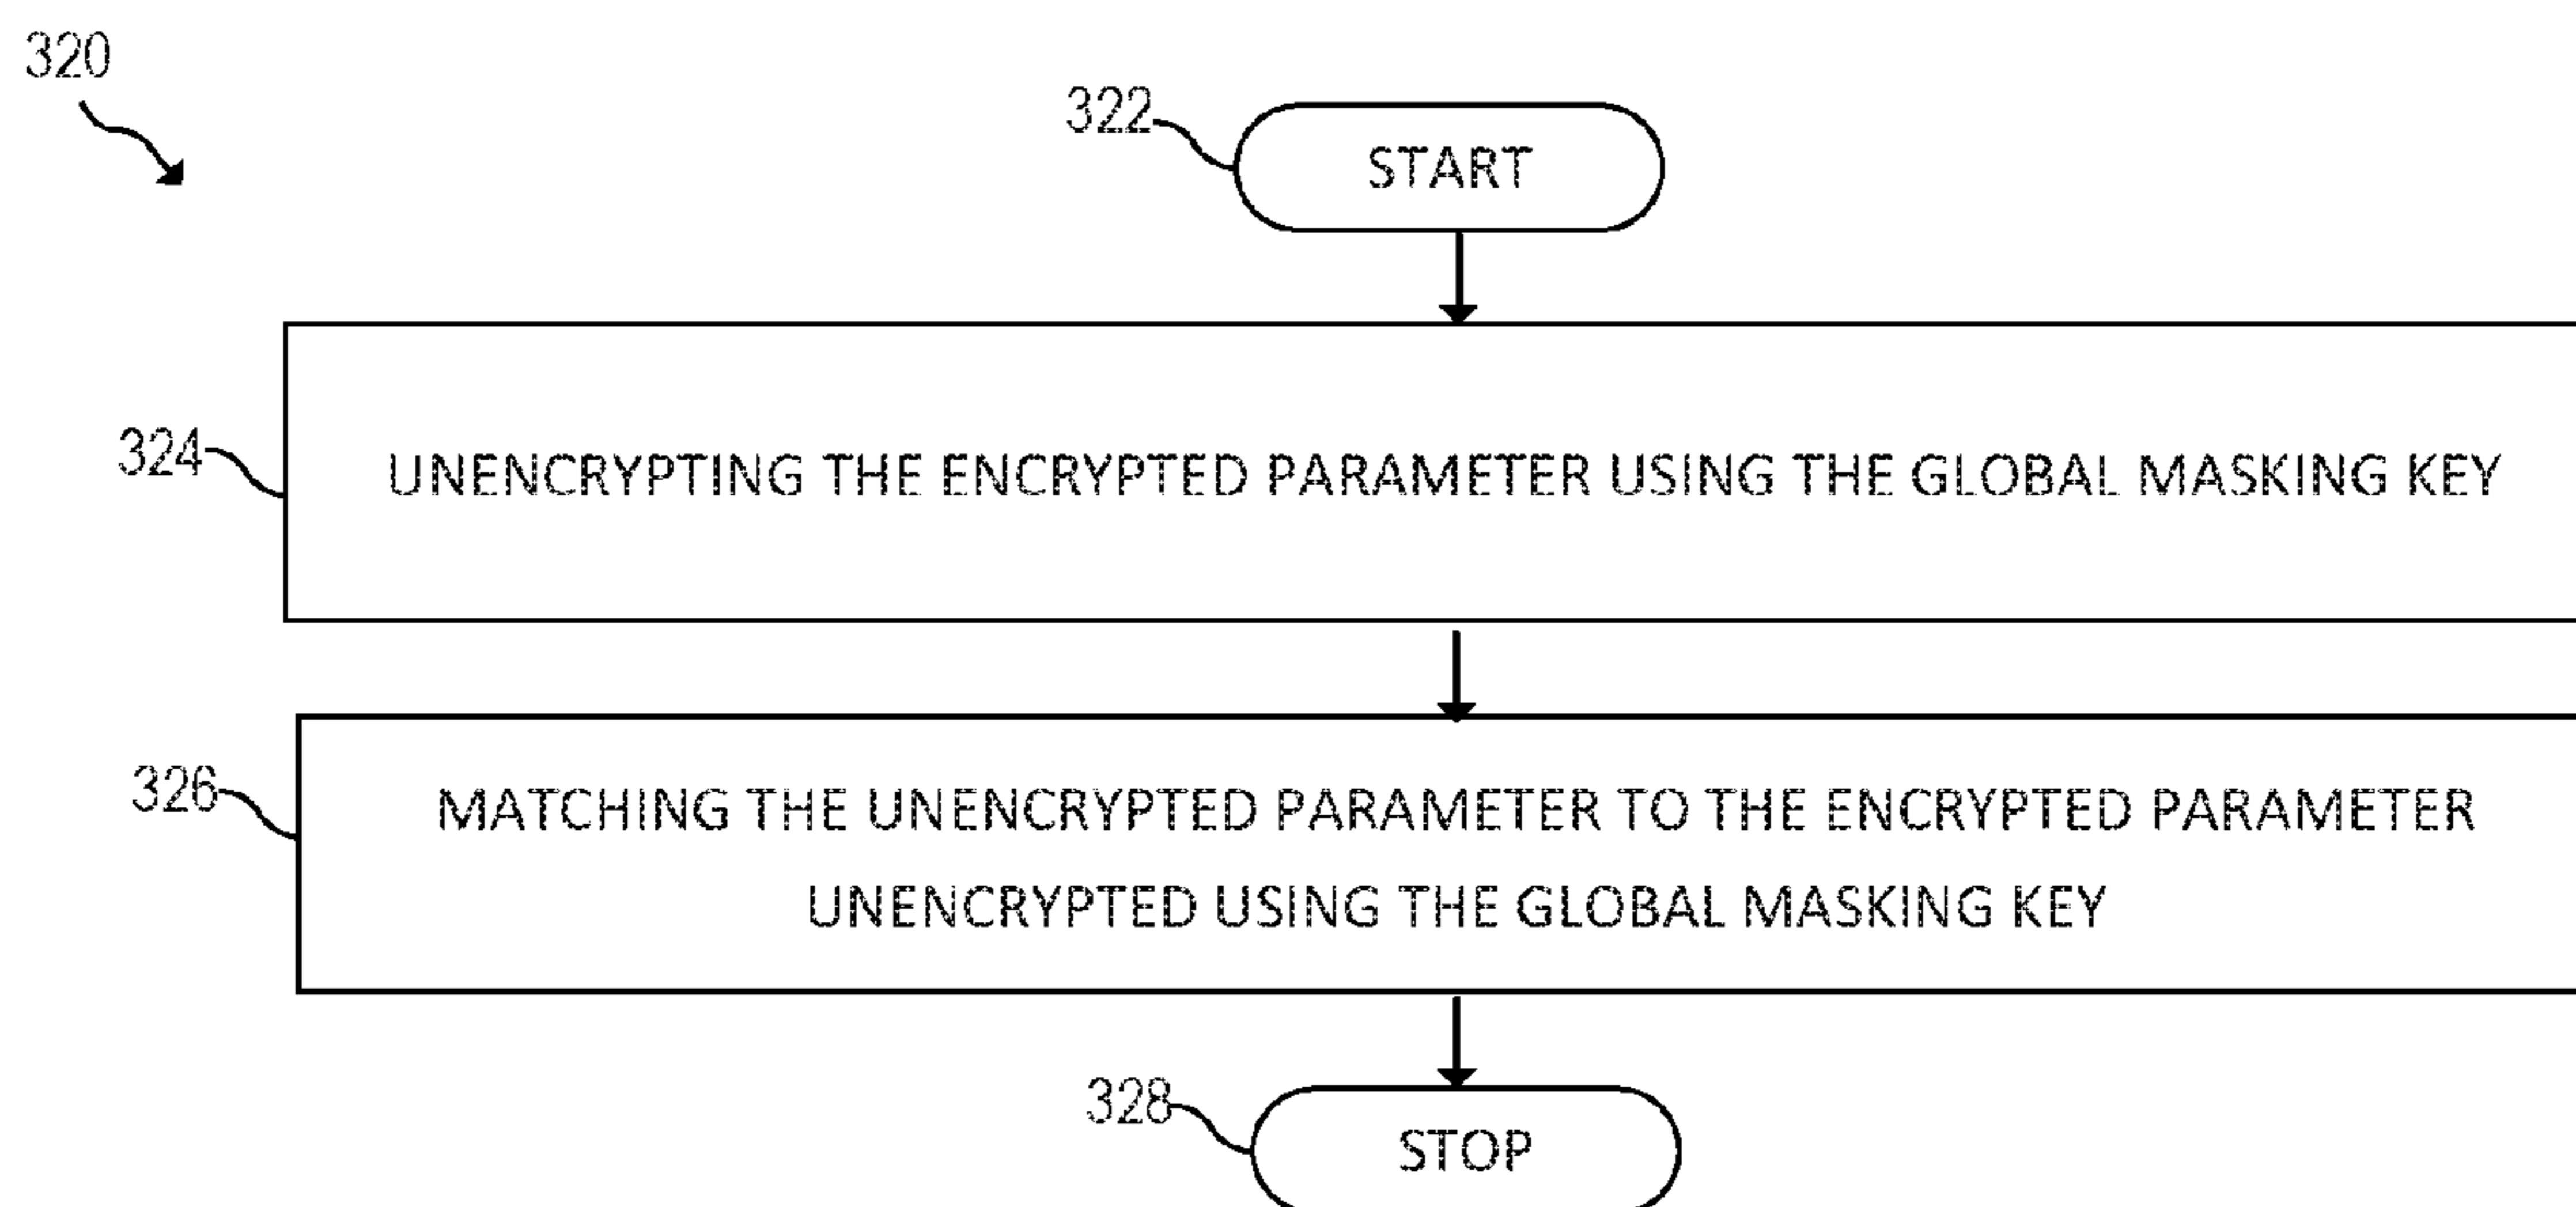 320
322
START
324
UNENCRYPTING THE ENCRYPTED PARAMETER USING THE GLOBAL MASKING KEY
326
MATCHING THE UNENCRYPTED PARAMETER TO THE ENCRYPTED PARAMETER
UNENCRYPTED USING THE GLOBAL MASKING KEY
328
STOP